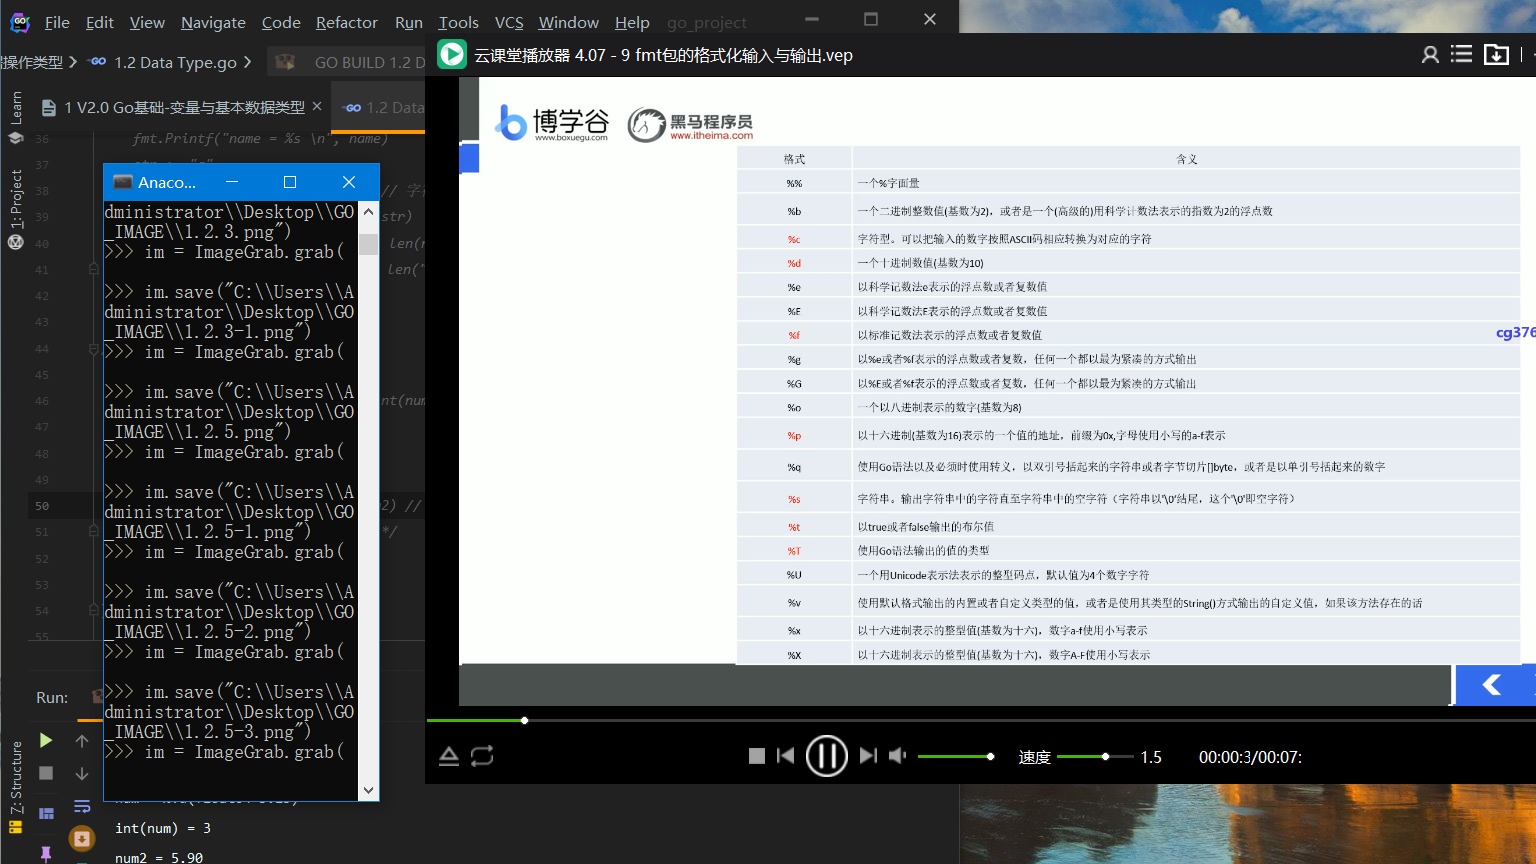 File Edit View Navigate Code Refactor Run Tools VCS Window Help go_project
操作类型 1.2 Data Type.go GO BUILD 1.2 D
1 V2.0 Go基础-变量与基本数据类型 1.2 Data
Learn
1: Project
Z: Structure
36 fmt.Printf("name = %s \n", name)
37
38 // 字
39 str)
40 len(
41 len("
42
43
44
45
46 nt(num
47
48
49
50 2) //
51 */
52
53
54
55
Anaco...
dministrator\\Desktop\\GO
_IMAGE\\1.2.3.png")
>>> im = ImageGrab.grab(
>>> im.save("C:\\Users\\A
dministrator\\Desktop\\GO
_IMAGE\\1.2.3-1.png")
>>> im = ImageGrab.grab(
>>> im.save("C:\\Users\\A
dministrator\\Desktop\\GO
_IMAGE\\1.2.5.png")
>>> im = ImageGrab.grab(
>>> im.save("C:\\Users\\A
dministrator\\Desktop\\GO
_IMAGE\\1.2.5-1.png")
>>> im = ImageGrab.grab(
>>> im.save("C:\\Users\\A
dministrator\\Desktop\\GO
_IMAGE\\1.2.5-2.png")
>>> im = ImageGrab.grab(
>>> im.save("C:\\Users\\A
dministrator\\Desktop\\GO
_IMAGE\\1.2.5-3.png")
>>> im = ImageGrab.grab(
Run:
int(num) = 3
num2 = 5.90
云课堂播放器 4.07 - 9 fmt包的格式化输入与输出.vep
博学谷
www.boxuegu.com
黑马程序员
www.itheima.com
格式 含义
%% 一个%字面量
%b 一个二进制整数值(基数为2)，或者是一个(高级的)用科学计数法表示的指数为2的浮点数
%c 字符型。可以把输入的数字按照ASCII码相应转换为对应的字符
%d 一个十进制数值(基数为10)
%e 以科学记数法e表示的浮点数或者复数值
%E 以科学记数法E表示的浮点数或者复数值
%f 以标准记数法表示的浮点数或者复数值
%g 以%e或者%f表示的浮点数或者复数，任何一个都以最为紧凑的方式输出
%G 以%E或者%f表示的浮点数或者复数，任何一个都以最为紧凑的方式输出
%o 一个以八进制表示的数字(基数为8)
%p 以十六进制(基数为16)表示的一个值的地址，前缀为0x,字母使用小写的a-f表示
%q 使用Go语法以及必须时使用转义，以双引号括起来的字符串或者字节切片[]byte，或者是以单引号括起来的数字
%s 字符串。输出字符串中的字符直至字符串中的空字符（字符串以'\0'结尾，这个'\0'即空字符）
%t 以true或者false输出的布尔值
%T 使用Go语法输出的值的类型
%U 一个用Unicode表示法表示的整型码点，默认值为4个数字字符
%v 使用默认格式输出的内置或者自定义类型的值，或者是使用其类型的String()方式输出的自定义值，如果该方法存在的话
%x 以十六进制表示的整型值(基数为十六)，数字a-f使用小写表示
%X 以十六进制表示的整型值(基数为十六)，数字A-F使用小写表示
cg376
速度 1.5 00:00:3/00:07: